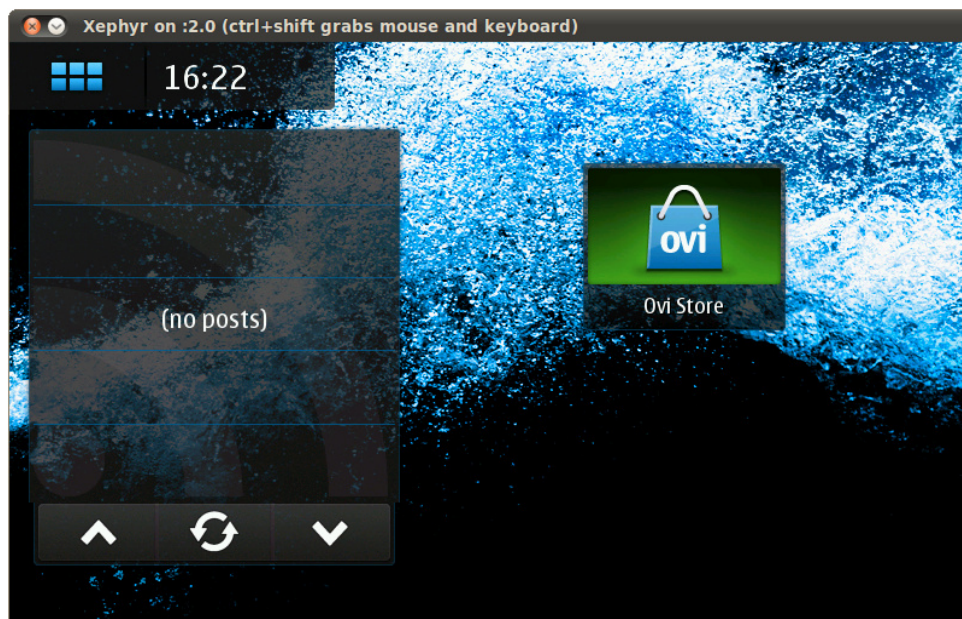 Xephyr on :2.0 (ctrl+shift grabs mouse and keyboard)
16:22
(no posts)
ovi
Ovi Store